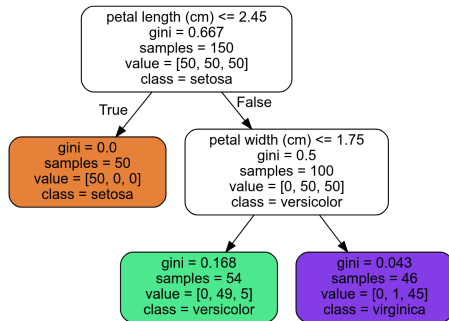 petal length (cm) <= 2.45
gini = 0.667
samples = 150
value = [50, 50, 50]
class = setosa
True
False
gini = 0.0
samples = 50
value = [50, 0, 0]
class = setosa
petal width (cm) <= 1.75
gini = 0.5
samples = 100
value = [0, 50, 50]
class = versicolor
gini = 0.168
samples = 54
value = [0, 49, 5]
class = versicolor
gini = 0.043
samples = 46
value = [0, 1, 45]
class = virginica